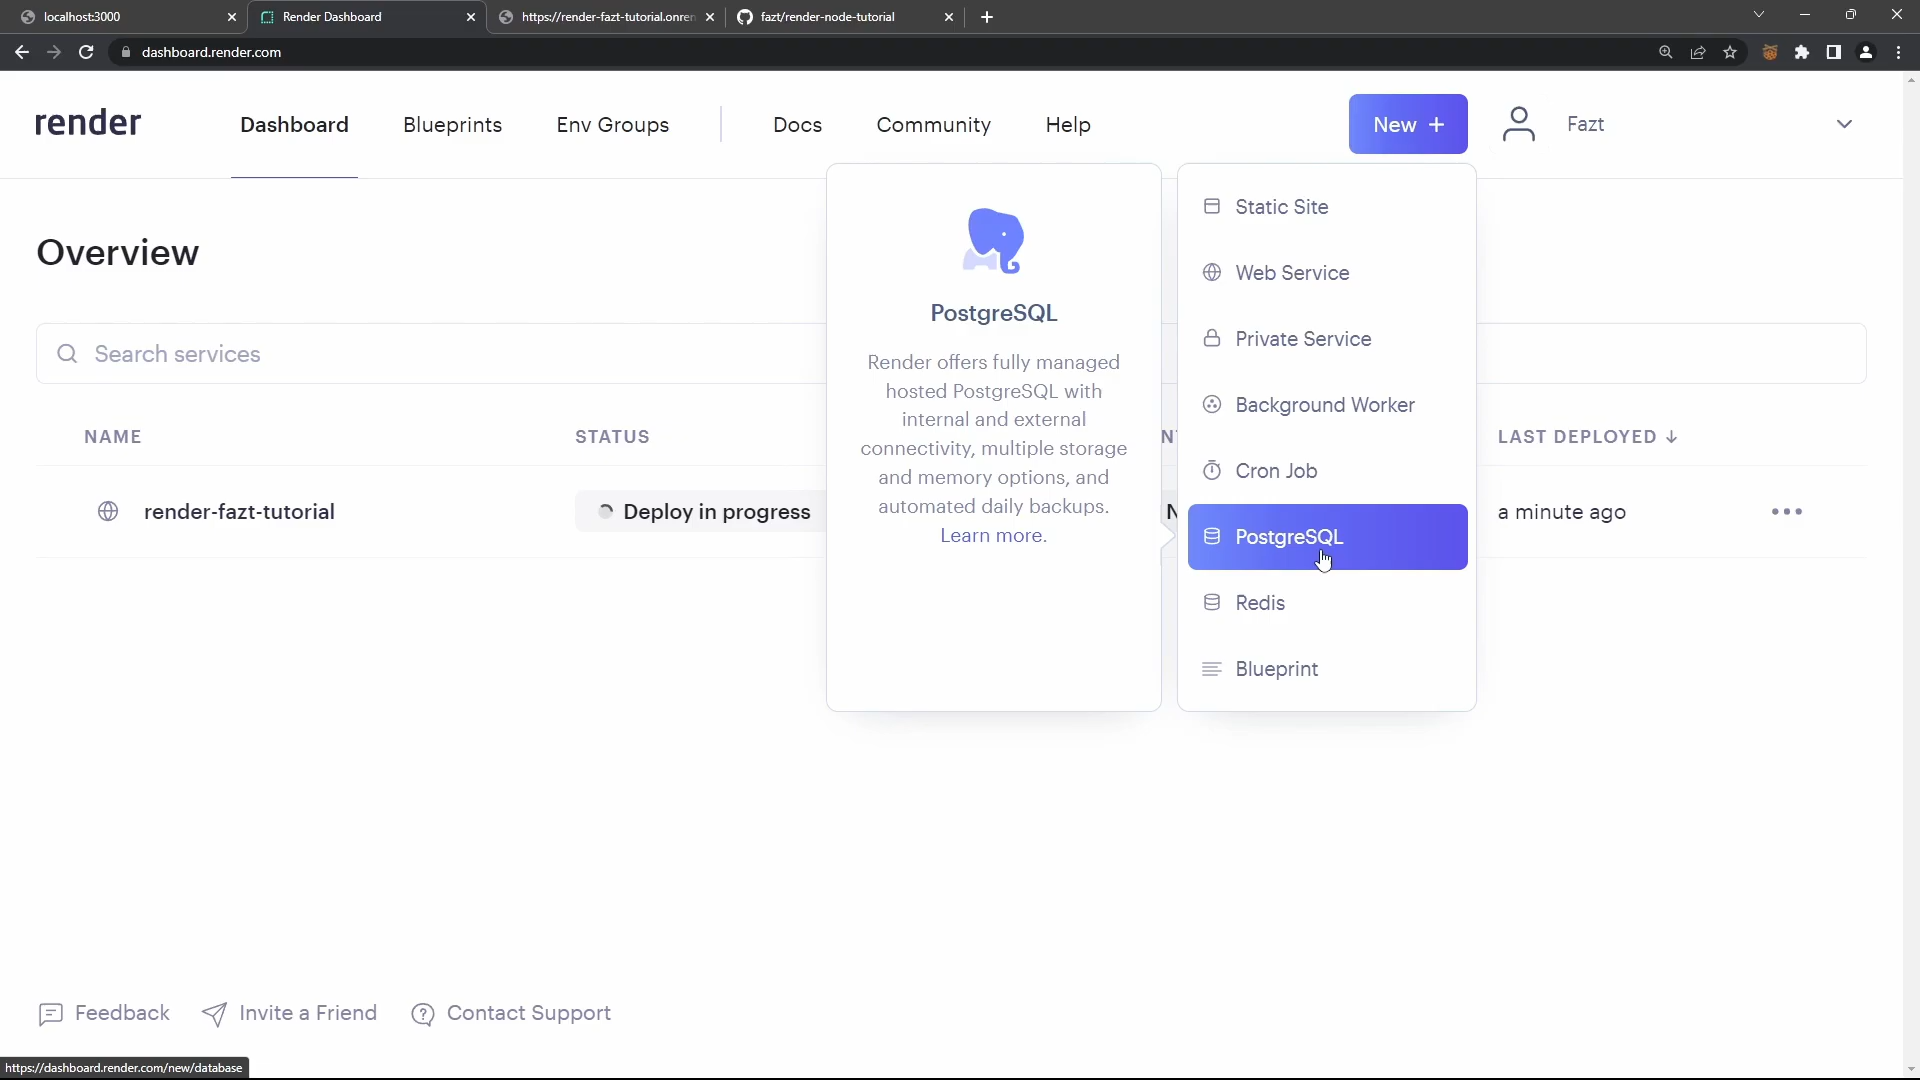 localhost:3000
Render Dashboard
https://render-fazt-tutorial.onren
fazt/render-node-tutorial
dashboard.render.com
render
Dashboard
Blueprints
Env Groups
Docs
Community
Help
New +
Fazt
Overview
Search services
NAME
STATUS
LAST DEPLOYED ↓
render-fazt-tutorial
Deploy in progress
a minute ago
PostgreSQL
Render offers fully managed
hosted PostgreSQL with
internal and external
connectivity, multiple storage
and memory options, and
automated daily backups.
Learn more.
Static Site
Web Service
Private Service
Background Worker
Cron Job
PostgreSQL
Redis
Blueprint
Feedback
Invite a Friend
Contact Support
https://dashboard.render.com/new/database